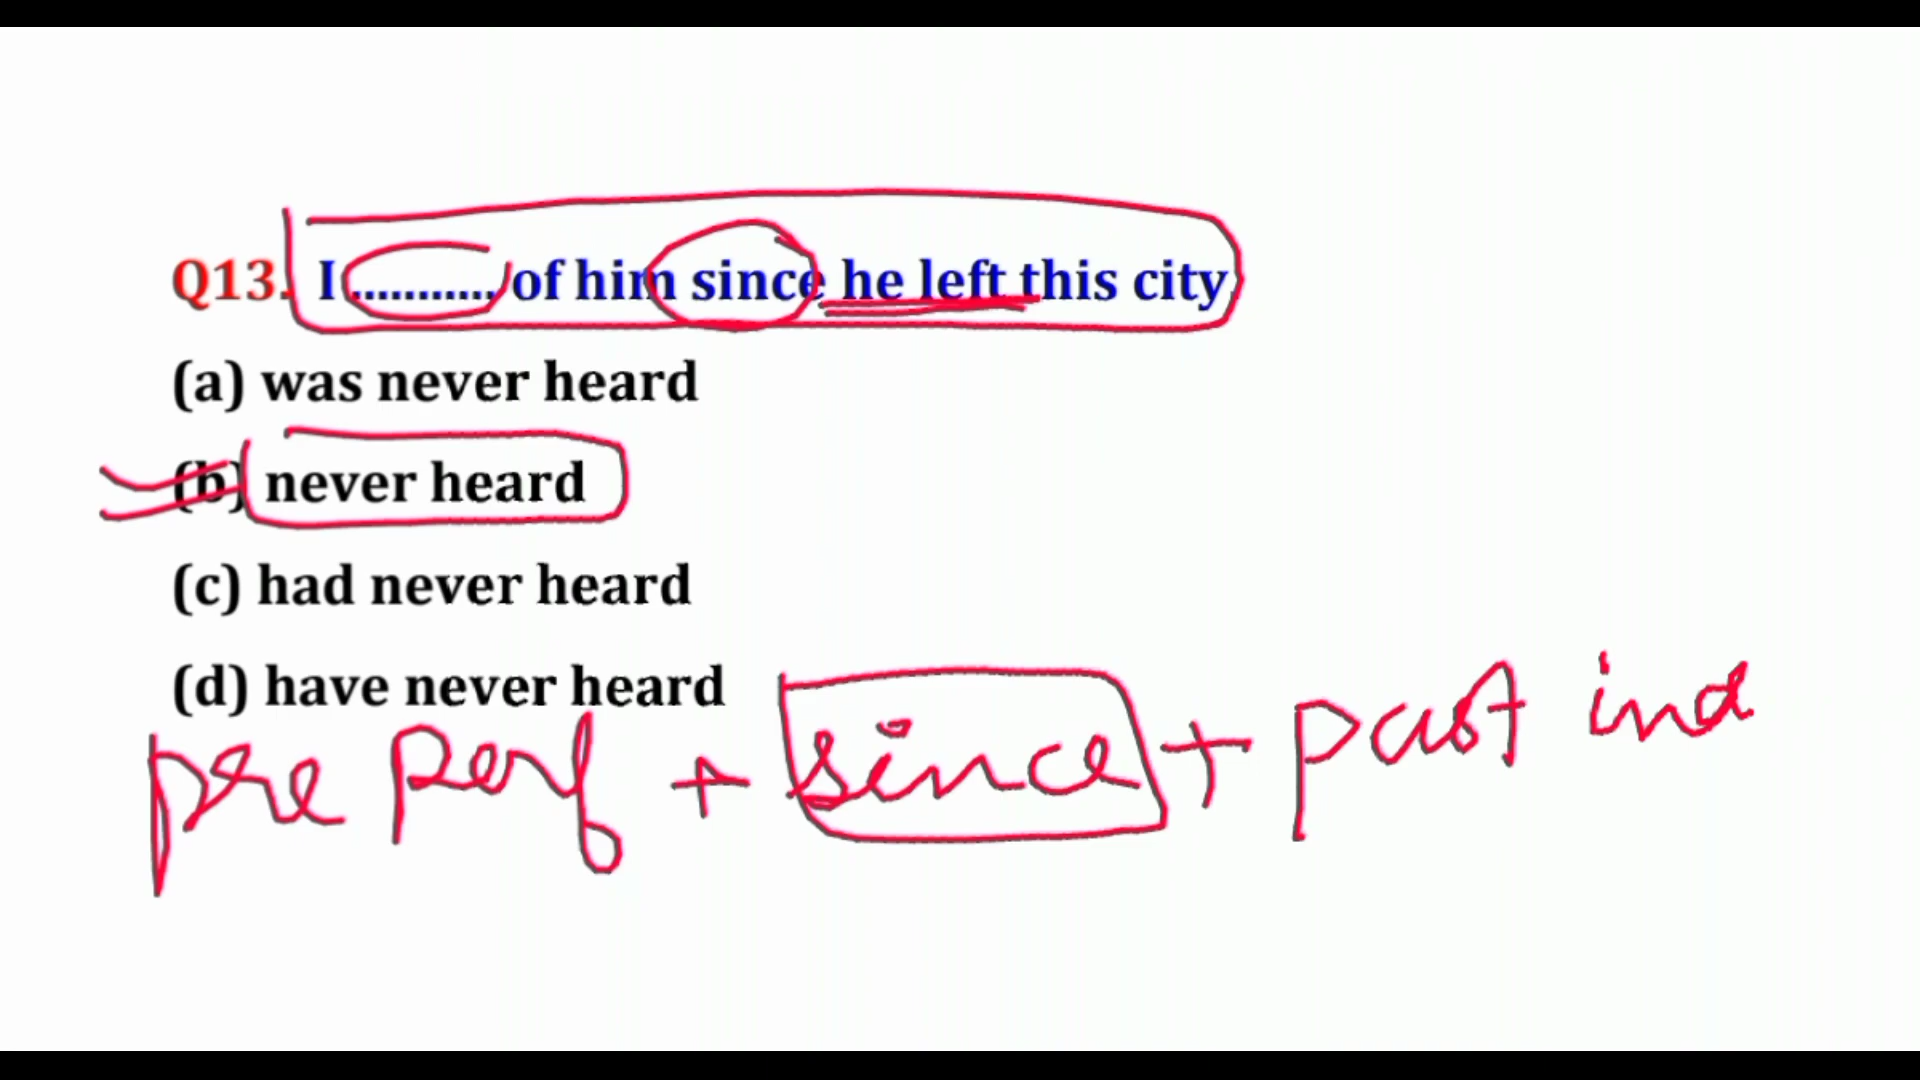 Q13. I ............ of him since he left this city
(a) was never heard
(b) never heard
(c) had never heard
(d) have never heard
pre perf + since + past ind